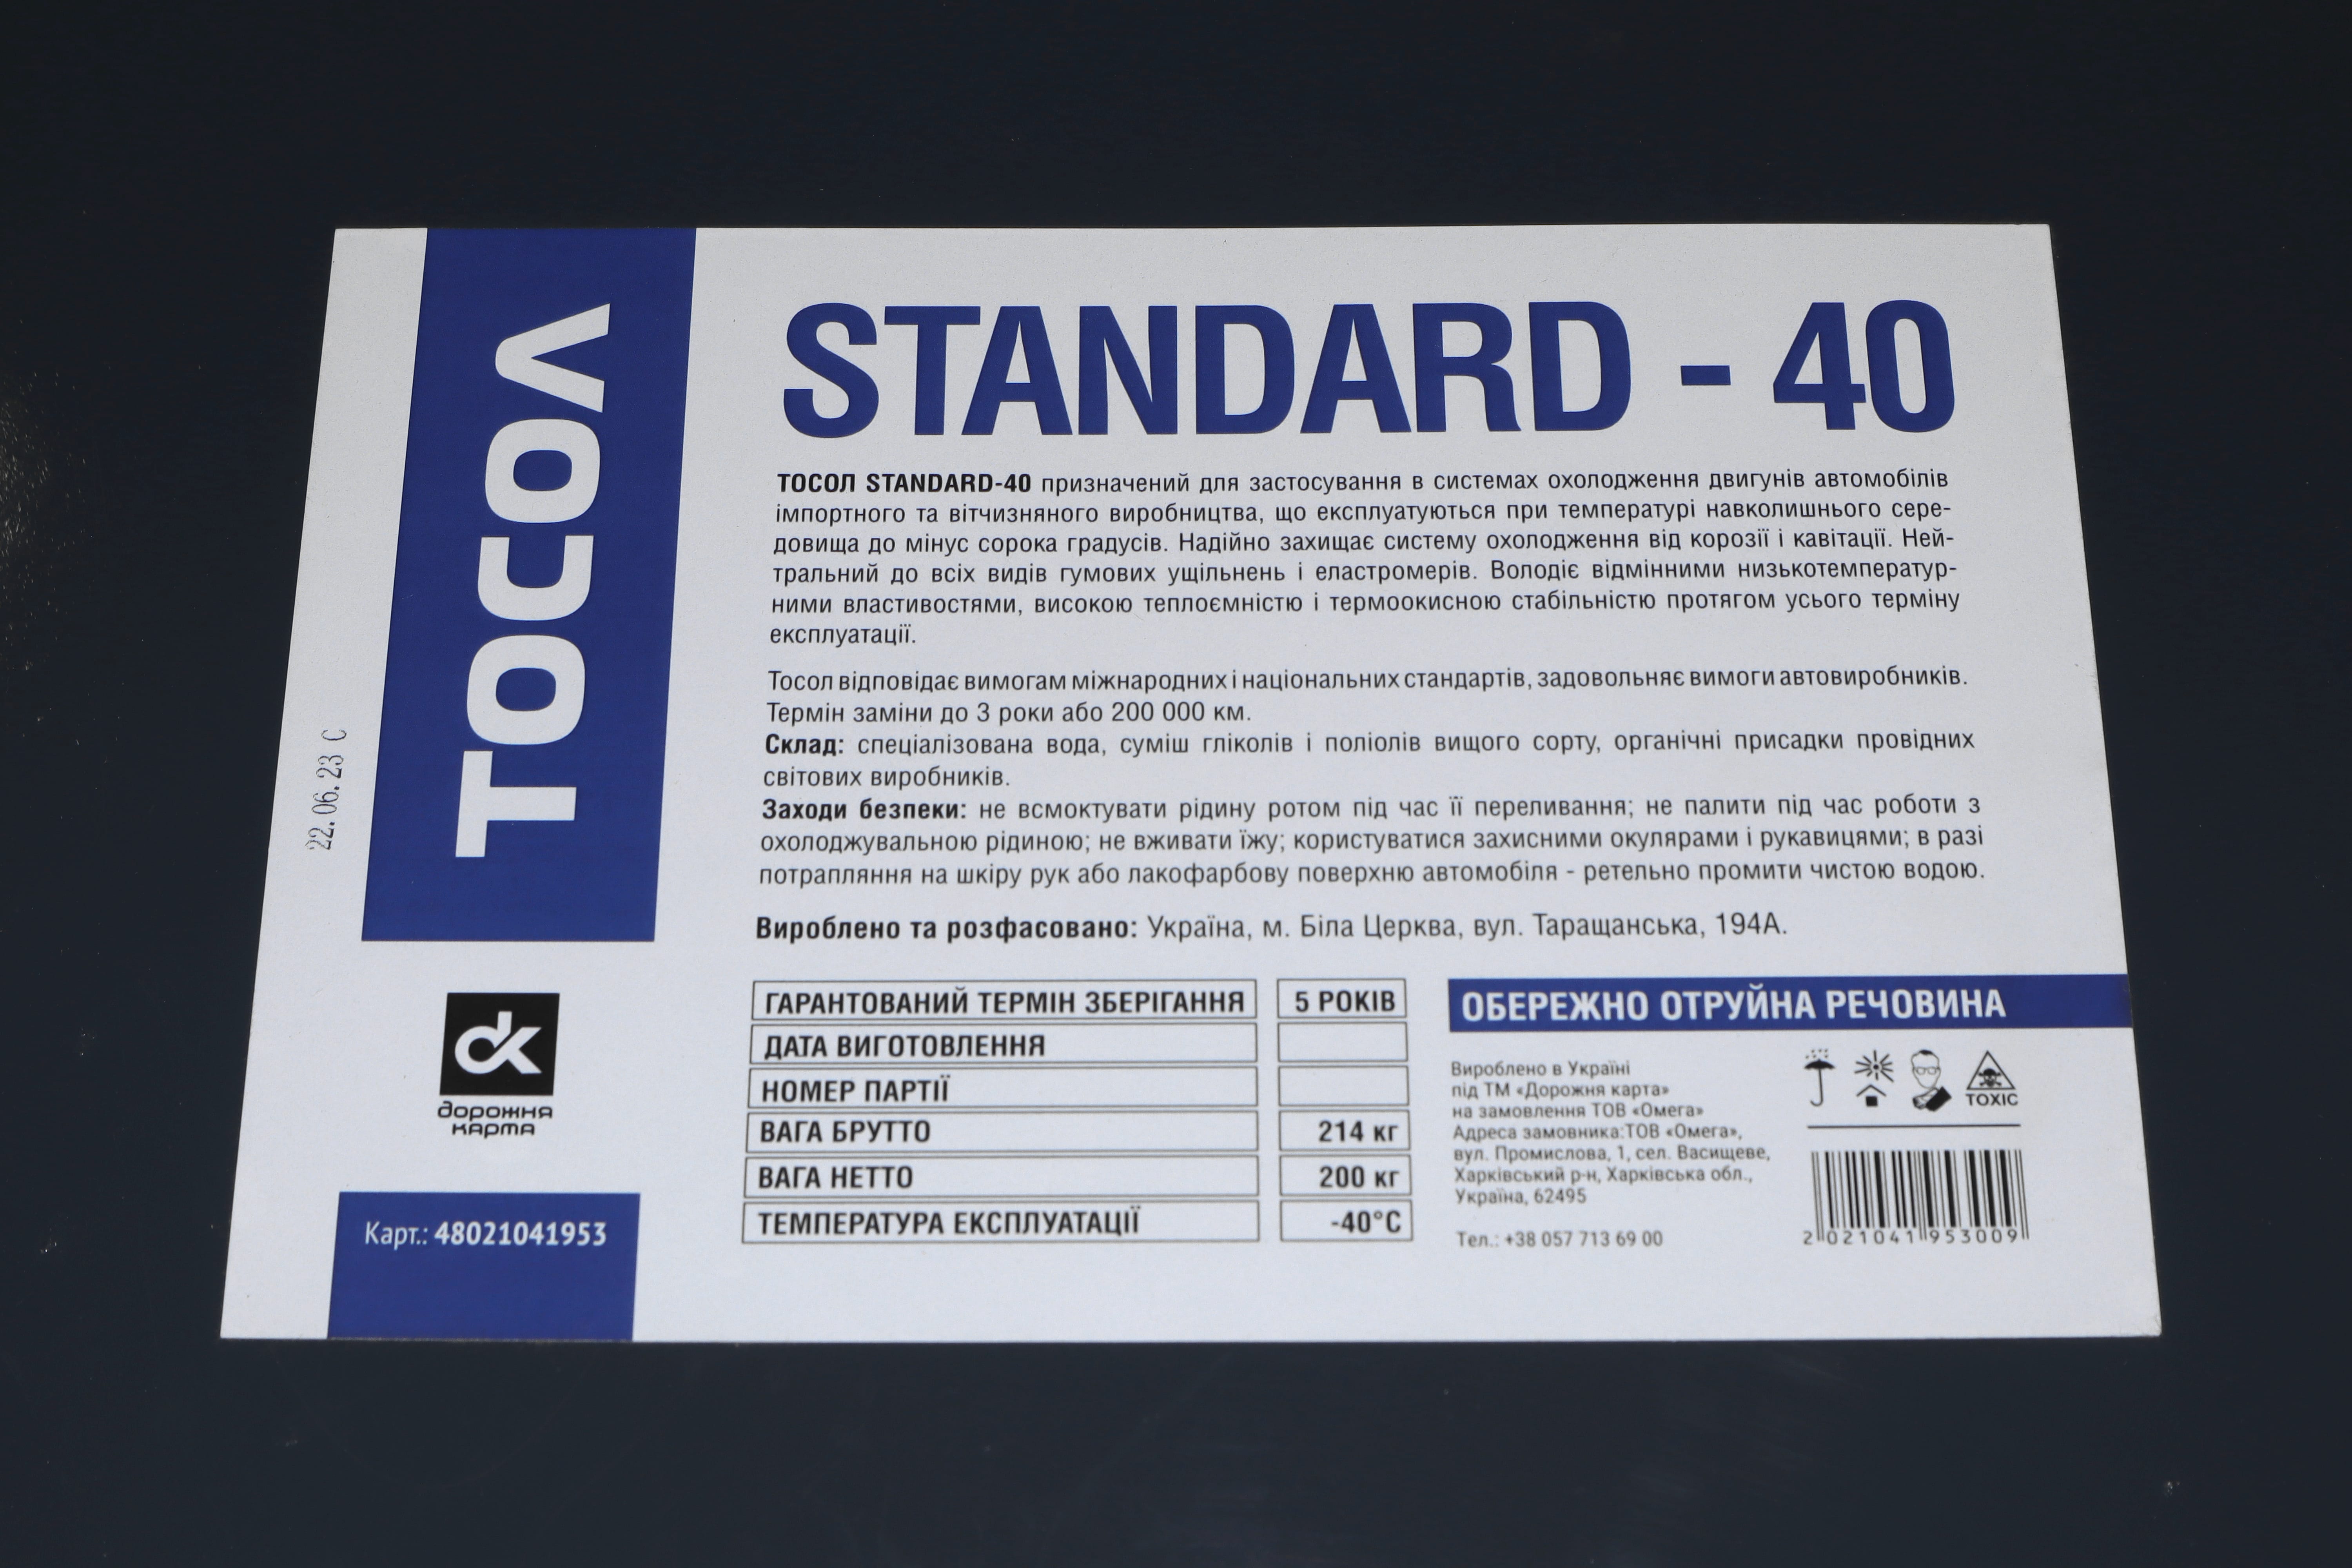 ТОСОЛ
STANDARD - 40
ТОСОЛ STANDARD-40 призначений для застосування в системах охолодження двигунів автомобілів
імпортного та вітчизняного виробництва, що експлуатуються при температурі навколишнього сере-
довища до мінус сорока градусів. Надійно захищає систему охолодження від корозії і кавітації. Ней-
тральний до всіх видів гумових ущільнень і еластромерів. Володіє відмінними низькотемператур-
ними властивостями, високою теплоємністю і термоокисною стабільністю протягом усього терміну
експлуатації.
Тосол відповідає вимогам міжнародних і національних стандартів, задовольняє вимоги автовиробників.
Термін заміни до 3 роки або 200 000 км.
Склад: спеціалізована вода, суміш гліколів і поліолів вищого сорту, органічні присадки провідних
світових виробників.
Заходи безпеки: не всмоктувати рідину ротом під час її переливання; не палити під час роботи з
охолоджувальною рідиною; не вживати їжу; користуватися захисними окулярами і рукавицями; в разі
потрапляння на шкіру рук або лакофарбову поверхню автомобіля - ретельно промити чистою водою.
Вироблено та розфасовано: Україна, м. Біла Церква, вул. Таращанська, 194А.
22.06.23 C
dk
дорожня
карта
Карт.: 48021041953
ГАРАНТОВАНИЙ ТЕРМІН ЗБЕРІГАННЯ 5 РОКІВ
ДАТА ВИГОТОВЛЕННЯ
НОМЕР ПАРТІЇ
ВАГА БРУТТО 214 кг
ВАГА НЕТТО 200 кг
ТЕМПЕРАТУРА ЕКСПЛУАТАЦІЇ -40°C
ОБЕРЕЖНО ОТРУЙНА РЕЧОВИНА
Вироблено в Україні
під ТМ «Дорожня карта»
на замовлення ТОВ «Омега»
Адреса замовника:ТОВ «Омега»,
вул. Промислова, 1, сел. Васищеве,
Харківський р-н, Харківська обл.,
Україна, 62495
Тел.: +38 057 713 69 00
TOXIC
2 021041 953009